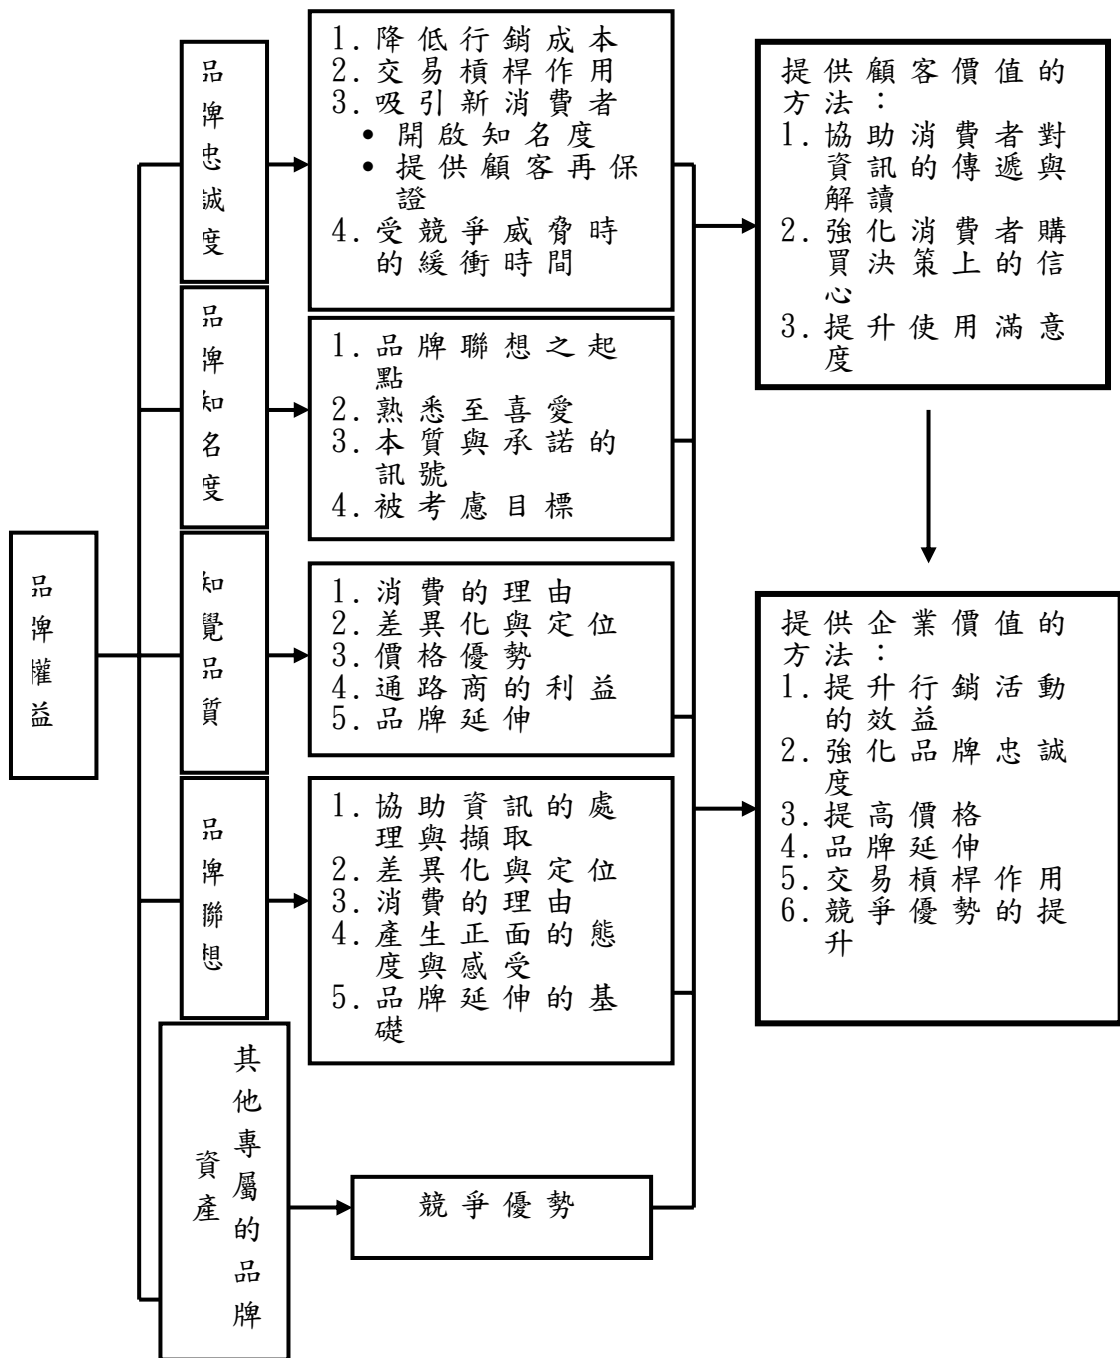 品牌權益
品牌忠誠度
1. 降低行銷成本
2. 交易槓桿作用
3. 吸引新消費者
• 開啟知名度
• 提供顧客再保
證
4. 受競爭威脅時
的緩衝時間
品牌知名度
1. 品牌聯想之起
點
2. 熟悉至喜愛
3. 本質與承諾的
訊號
4. 被考慮目標
知覺品質
1. 消費的理由
2. 差異化與定位
3. 價格優勢
4. 通路商的利益
5. 品牌延伸
品牌聯想
1. 協助資訊的處
理與擷取
2. 差異化與定位
3. 消費的理由
4. 產生正面的態
度與感受
5. 品牌延伸的基
礎
其他專屬的品牌
資產
競爭優勢
提供顧客價值的
方法：
1. 協助消費者對
資訊的傳遞與
解讀
2. 強化消費者購
買決策上的信
心
3. 提升使用滿意
度
提供企業價值的
方法：
1. 提升行銷活動
的效益
2. 強化品牌忠誠
度
3. 提高價格
4. 品牌延伸
5. 交易槓桿作用
6. 競爭優勢的提
升